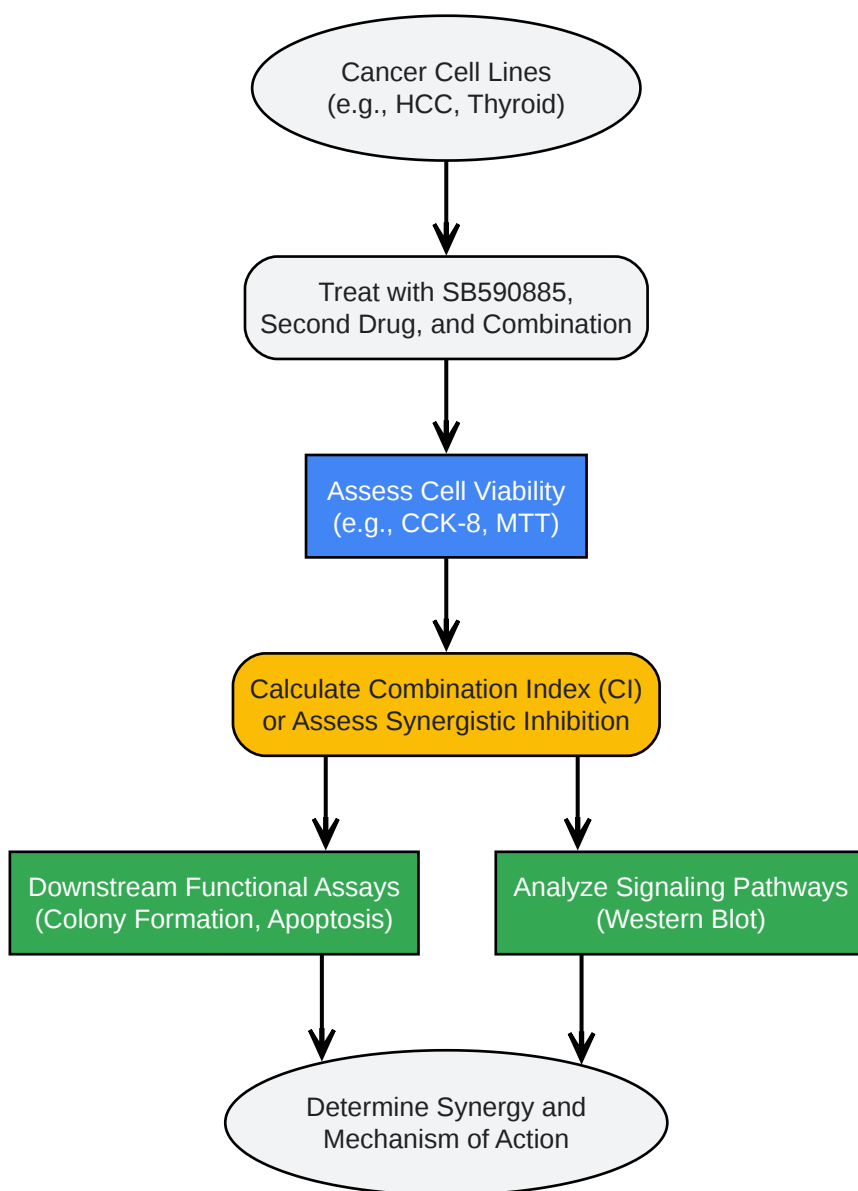 Cancer Cell Lines
(e.g., HCC, Thyroid)
Treat with SB590885,
Second Drug, and Combination
Assess Cell Viability
(e.g., CCK-8, MTT)
Calculate Combination Index (CI)
or Assess Synergistic Inhibition
Downstream Functional Assays
(Colony Formation, Apoptosis)
Analyze Signaling Pathways
(Western Blot)
Determine Synergy and
Mechanism of Action